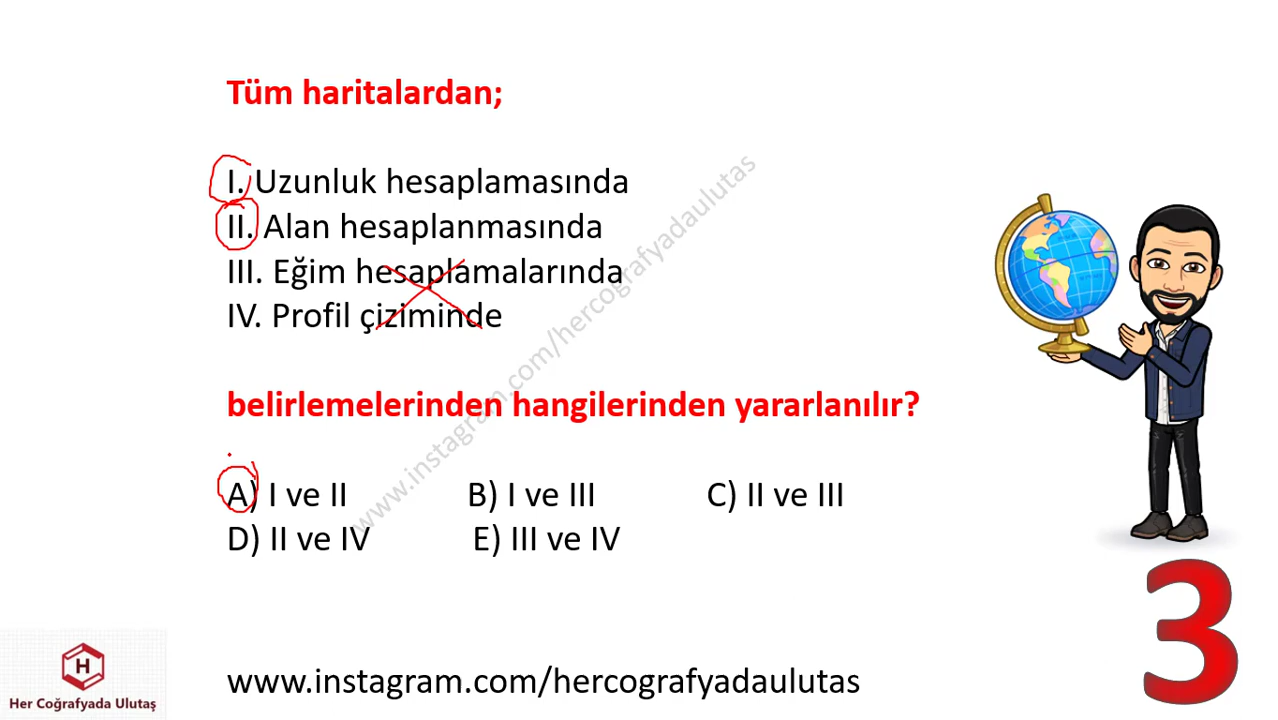 Tüm haritalardan;
I. Uzunluk hesaplamasında
II. Alan hesaplanmasında
III. Eğim hesaplamalarında
IV. Profil çiziminde
belirlemelerinden hangilerinden yararlanılır?
A) I ve II B) I ve III C) II ve III
D) II ve IV E) III ve IV
www.instagram.com/hercografyadaulutas
3
H
Her Coğrafyada Ulutaş
www.instagram.com/hercografyadaulutas